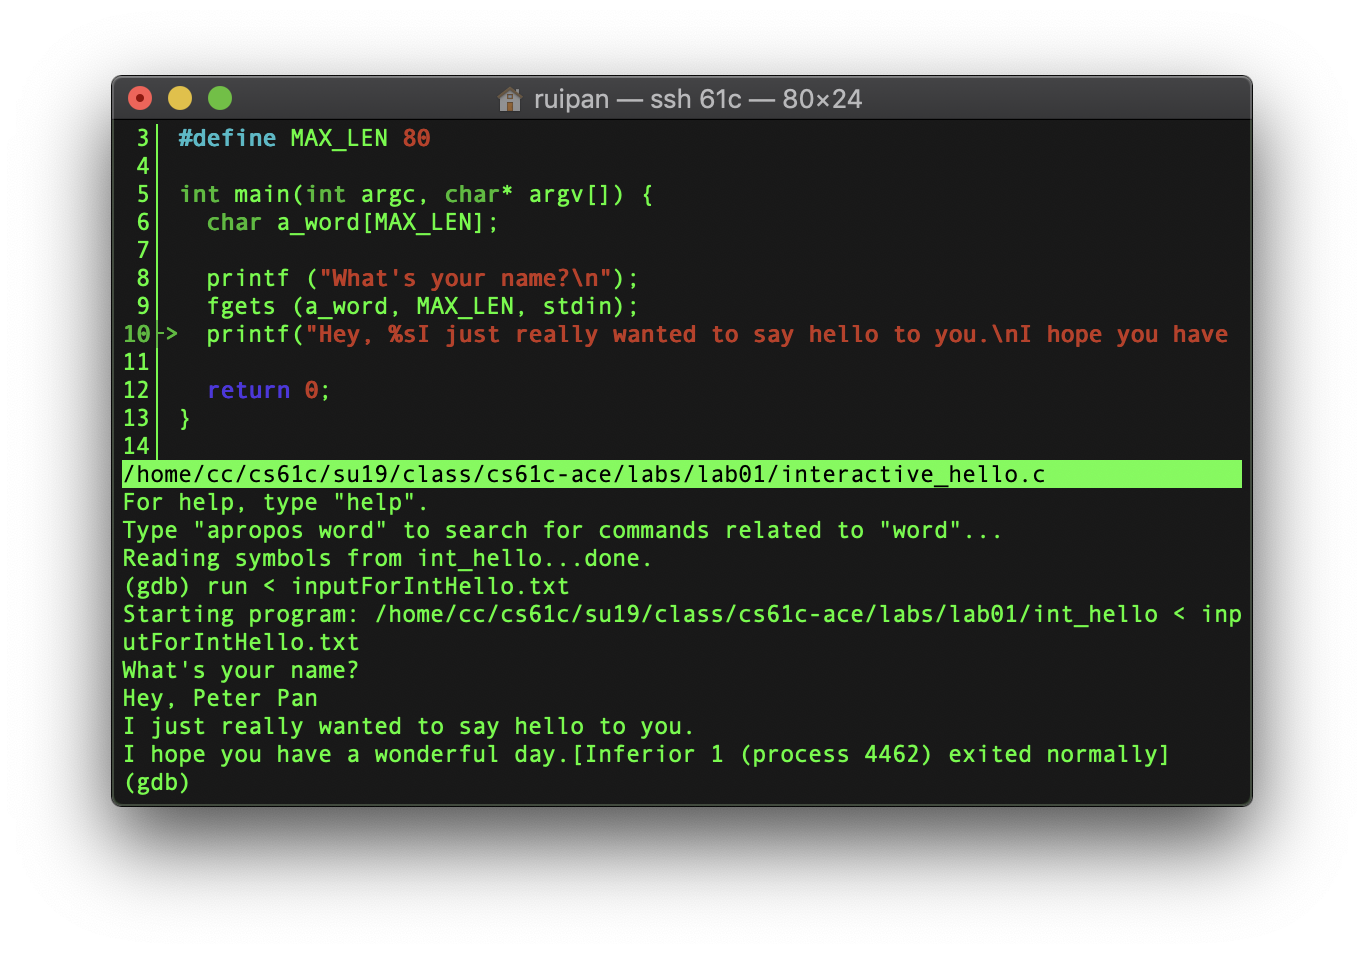 ruipan — ssh 61c — 80×24
3 #define MAX_LEN 80
4
5 int main(int argc, char* argv[]) {
6 char a_word[MAX_LEN];
7
8 printf ("What's your name?\n");
9 fgets (a_word, MAX_LEN, stdin);
10-> printf("Hey, %sI just really wanted to say hello to you.\nI hope you have
11
12 return 0;
13 }
14
/home/cc/cs61c/su19/class/cs61c-ace/labs/lab01/interactive_hello.c
For help, type "help".
Type "apropos word" to search for commands related to "word"...
Reading symbols from int_hello...done.
(gdb) run < inputForIntHello.txt
Starting program: /home/cc/cs61c/su19/class/cs61c-ace/labs/lab01/int_hello < inp
utForIntHello.txt
What's your name?
Hey, Peter Pan
I just really wanted to say hello to you.
I hope you have a wonderful day.[Inferior 1 (process 4462) exited normally]
(gdb)